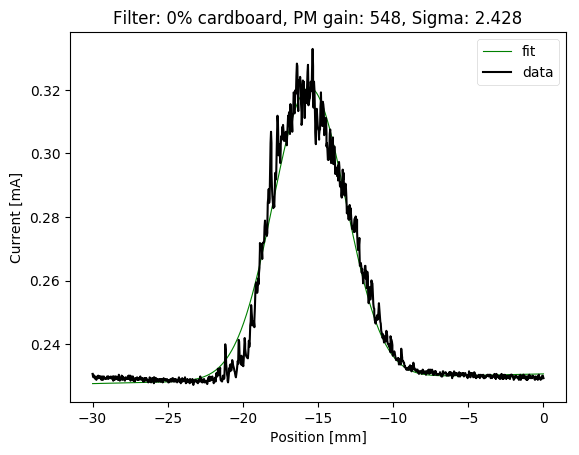 Filter: 0% cardboard, PM gain: 548, Sigma: 2.428
fit
data
0.32
0.30
0.28
0.26
0.24
Current [mA]
−30
−25
−20
−15
−10
−5
0
Position [mm]